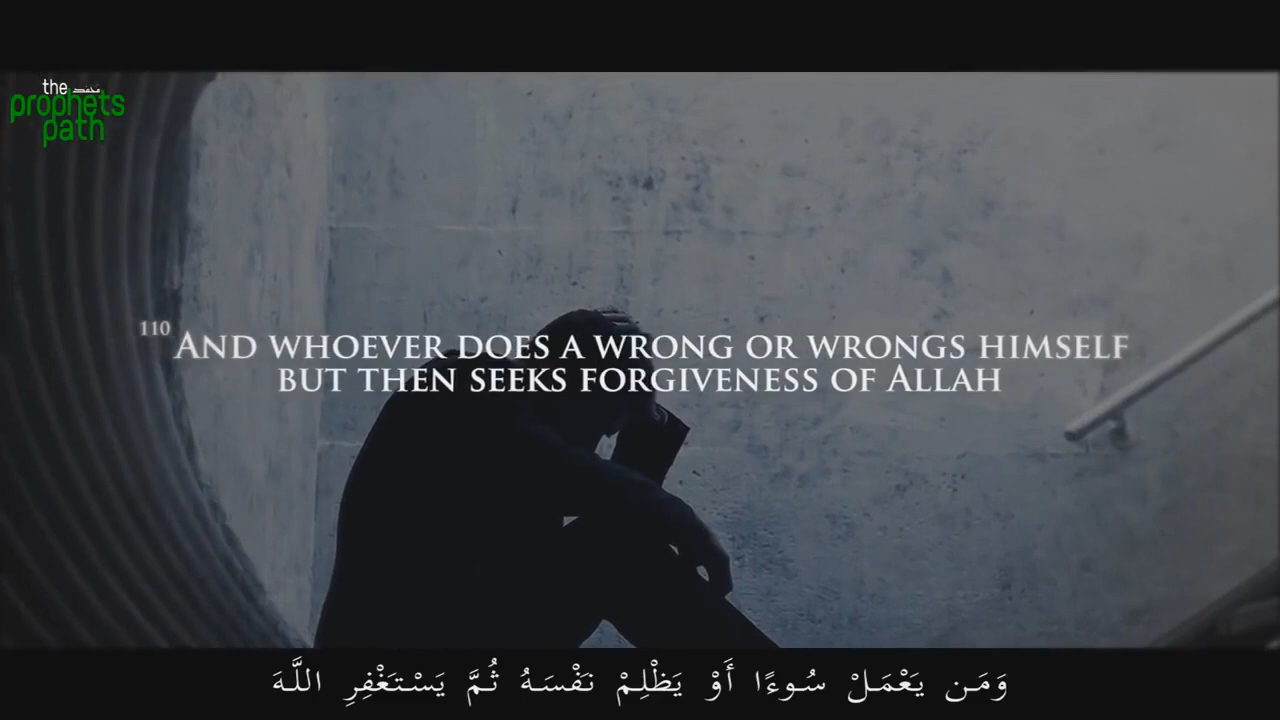 the محمد
prophets
path
110 AND WHOEVER DOES A WRONG OR WRONGS HIMSELF
BUT THEN SEEKS FORGIVENESS OF ALLAH
وَمَن يَعْمَلْ سُوءًا أَوْ يَظْلِمْ نَفْسَهُ ثُمَّ يَسْتَغْفِرِ اللَّهَ